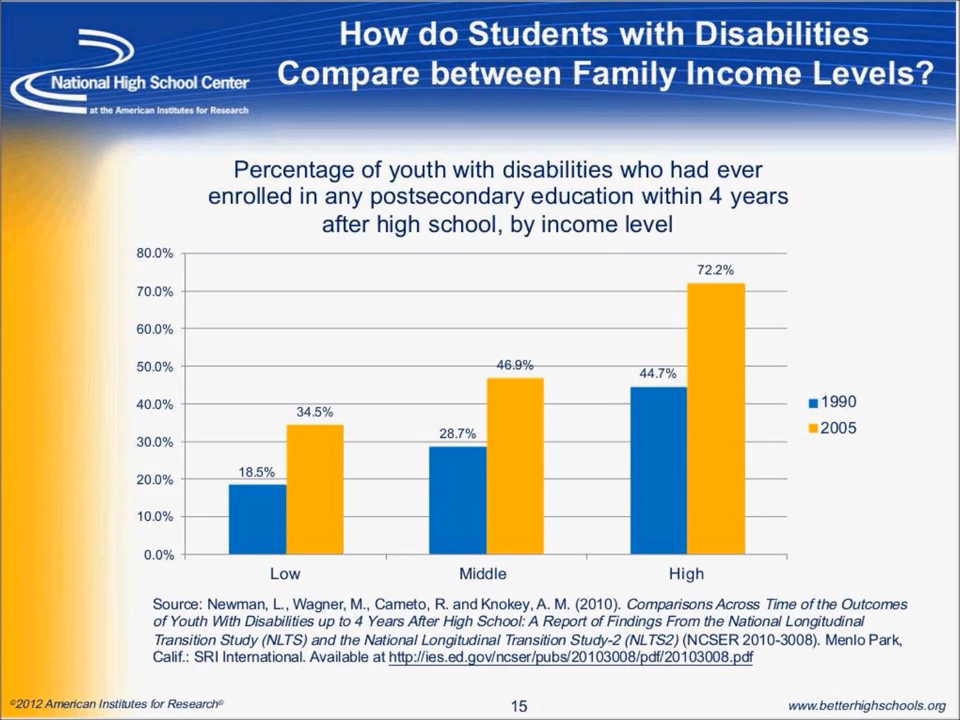 How do Students with Disabilities
Compare between Family Income Levels?
National High School Center
at the American Institutes for Research
Percentage of youth with disabilities who had ever
enrolled in any postsecondary education within 4 years
after high school, by income level
80.0%
70.0%
60.0%
50.0%
40.0%
30.0%
20.0%
10.0%
0.0%
18.5%
34.5%
28.7%
46.9%
44.7%
72.2%
Low
Middle
High
1990
2005
Source: Newman, L., Wagner, M., Cameto, R. and Knokey, A. M. (2010). Comparisons Across Time of the Outcomes
of Youth With Disabilities up to 4 Years After High School: A Report of Findings From the National Longitudinal
Transition Study (NLTS) and the National Longitudinal Transition Study-2 (NLTS2) (NCSER 2010-3008). Menlo Park,
Calif.: SRI International. Available at http://ies.ed.gov/ncser/pubs/20103008/pdf/20103008.pdf
©2012 American Institutes for Research®
15
www.betterhighschools.org